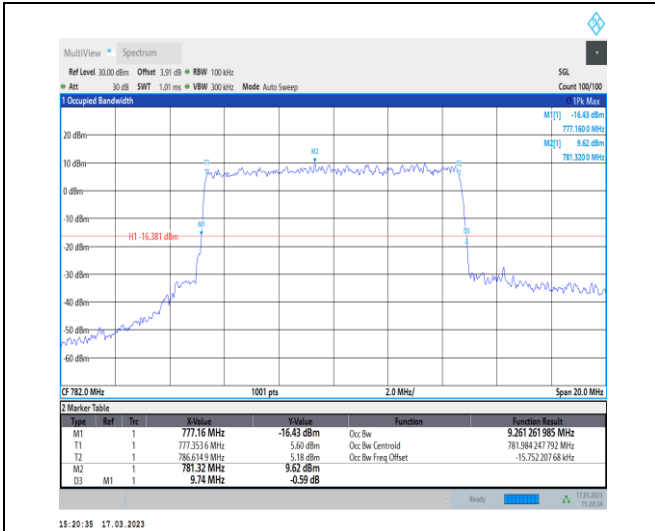 MultiView Spectrum
Ref Level 30.00 dBm Offset 3.91 dB RBW 100 kHz SGL
Att 30 dB SWT 1.01 ms VBW 300 kHz Mode Auto Sweep Count 100/100
1 Occupied Bandwidth 1Pk Max
M1[1] -16.43 dBm
777.160 0 MHz
M2[1] 9.62 dBm
781.320 0 MHz
20 dBm
M2
T1 T2
10 dBm
0 dBm
-10 dBm
M1
H1 -16.381 dBm
D3
-20 dBm
-30 dBm
-40 dBm
-50 dBm
-60 dBm
CF 782.0 MHz 1001 pts 2.0 MHz/ Span 20.0 MHz
2 Marker Table
Type Ref Trc X-Value Y-Value Function Function Result
M1 1 777.16 MHz -16.43 dBm Occ Bw 9.261 261 985 MHz
T1 1 777.353 6 MHz 5.60 dBm Occ Bw Centroid 781.984 247 792 MHz
T2 1 786.614 9 MHz 5.18 dBm Occ Bw Freq Offset -15.752 207 68 kHz
M2 1 781.32 MHz 9.62 dBm
D3 M1 1 9.74 MHz -0.59 dB
Ready 17.03.2023
15:20:34
15:20:35 17.03.2023